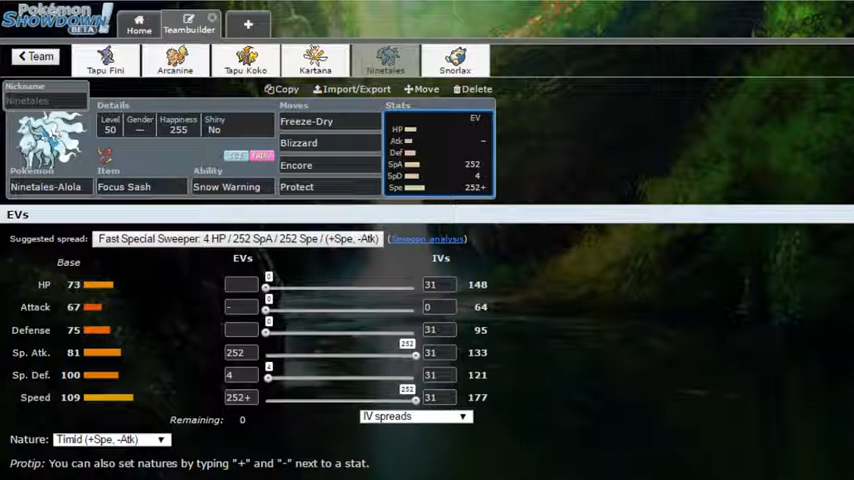 Pokémon
SHOWDOWN!
BETA!
Home
Teambuilder
+
< Team
Tapu Fini
Arcanine
Tapu Koko
Kartana
Ninetales
Snorlax
Nickname
Ninetales
Copy Import/Export Move Delete
Details
Level
50
Gender
—
Happiness
255
Shiny
No
Pokémon
Ninetales-Alola
Item
Focus Sash
ICE FAIRY
Ability
Snow Warning
Moves
Freeze-Dry
Blizzard
Encore
Protect
Stats
EV
HP
Atk –
Def
SpA 252
SpD 4
Spe 252+
EVs
Suggested spread: Fast Special Sweeper: 4 HP / 252 SpA / 252 Spe / (+Spe, -Atk) (Smogon analysis)
Base EVs IVs
HP 73 0 31 148
Attack 67 - 0 0 64
Defense 75 0 31 95
Sp. Atk. 81 252 252 31 133
Sp. Def. 100 4 4 31 121
Speed 109 252+ 252 31 177
Remaining: 0 IV spreads
Nature: Timid (+Spe, -Atk)
Protip: You can also set natures by typing "+" and "-" next to a stat.